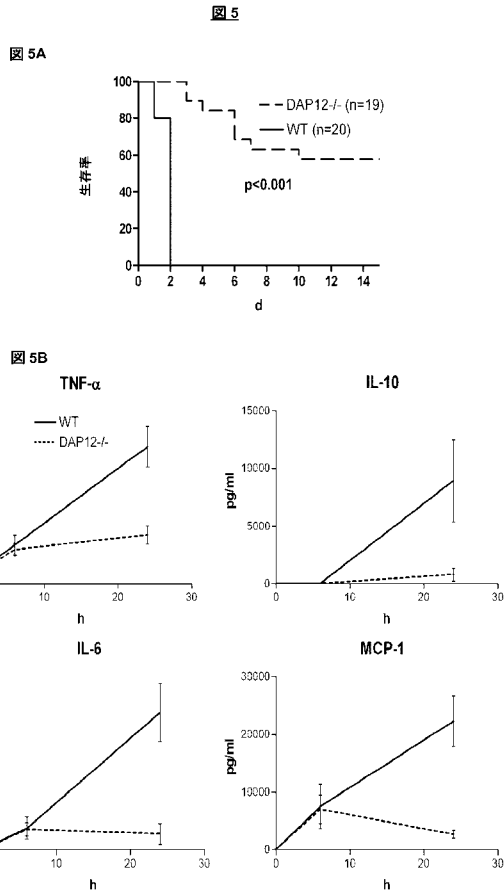 図 5
図 5A
100
80
60
40
20
0
生存率
DAP12-/- (n=19)
WT (n=20)
p<0.001
0 2 4 6 8 10 12 14
d
図 5B
TNF-α
WT
DAP12-/-
10 20 30
h
IL-10
15000
10000
5000
0
pg/ml
0 10 20 30
h
IL-6
10 20 30
h
MCP-1
30000
20000
10000
0
pg/ml
0 10 20 30
h